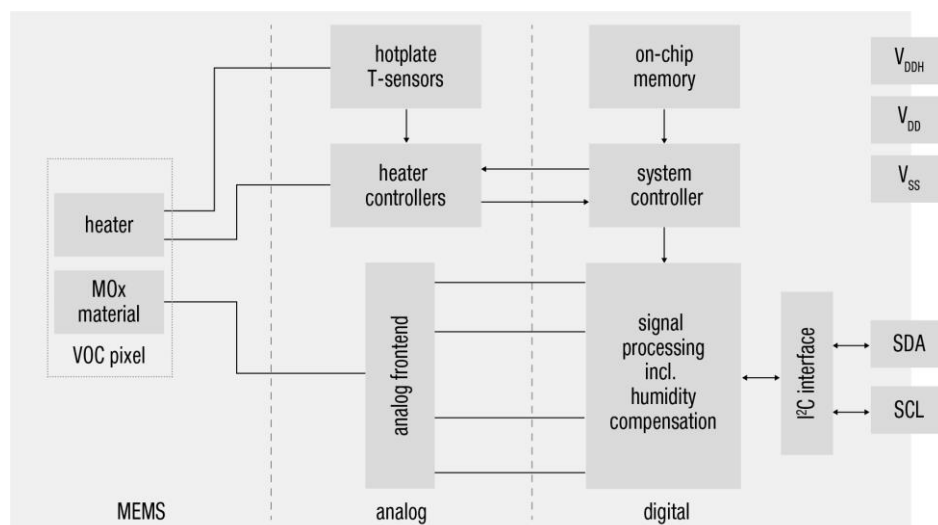 hotplate
T-sensors
on-chip
memory
V_DDH
V_DD
V_SS
heater
controllers
system
controller
heater
MOx
material
VOC pixel
analog frontend
signal
processing
incl.
humidity
compensation
I²C interface
SDA
SCL
MEMS
analog
digital